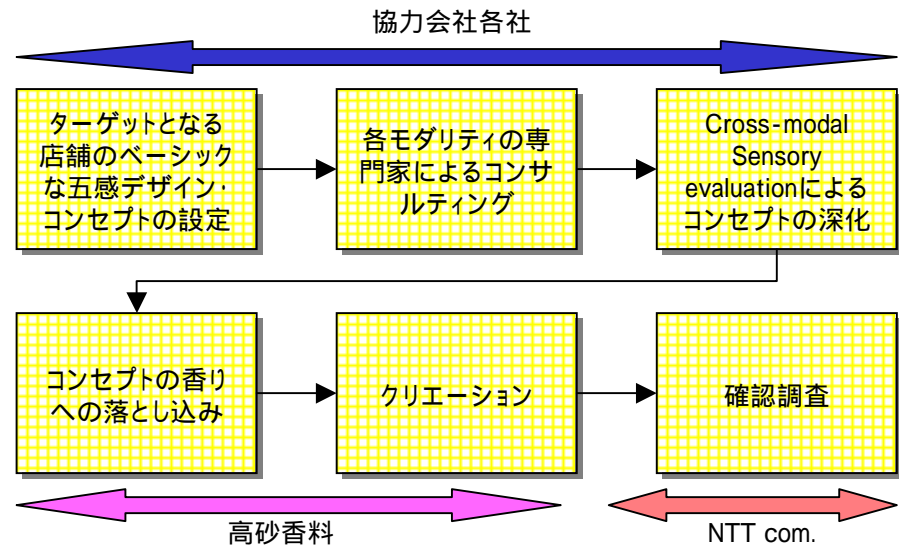 協力会社各社
ターゲットとなる
店舗のベーシック
な五感デザイン・
コンセプトの設定
各モダリティの専
門家によるコンサ
ルティング
Cross-modal
Sensory
evaluationによる
コンセプトの深化
コンセプトの香り
への落とし込み
クリエーション
確認調査
高砂香料
NTT com.